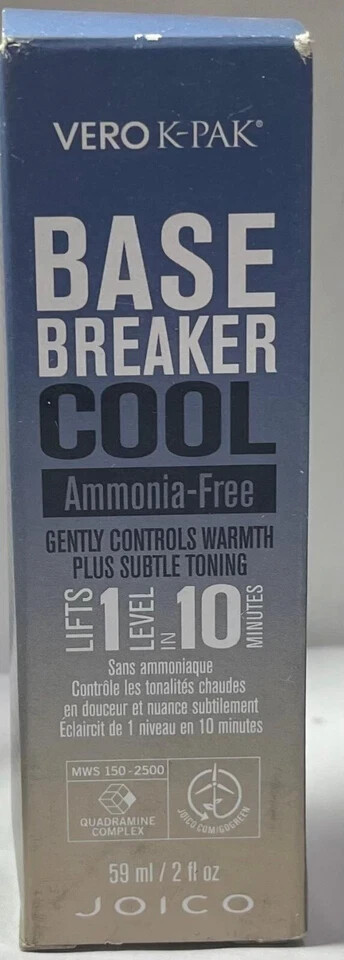 VERO K-PAK®
BASE
BREAKER
COOL
Ammonia-Free
GENTLY CONTROLS WARMTH
PLUS SUBTLE TONING
LIFTS 1 LEVEL IN 10 MINUTES
Sans ammoniaque
Contrôle les tonalités chaudes
en douceur et nuance subtilement
Éclaircit de 1 niveau en 10 minutes
MWS 150-2500
QUADRAMINE
COMPLEX
JOICO.COM/GOGREEN
59 ml / 2 fl oz
JOICO